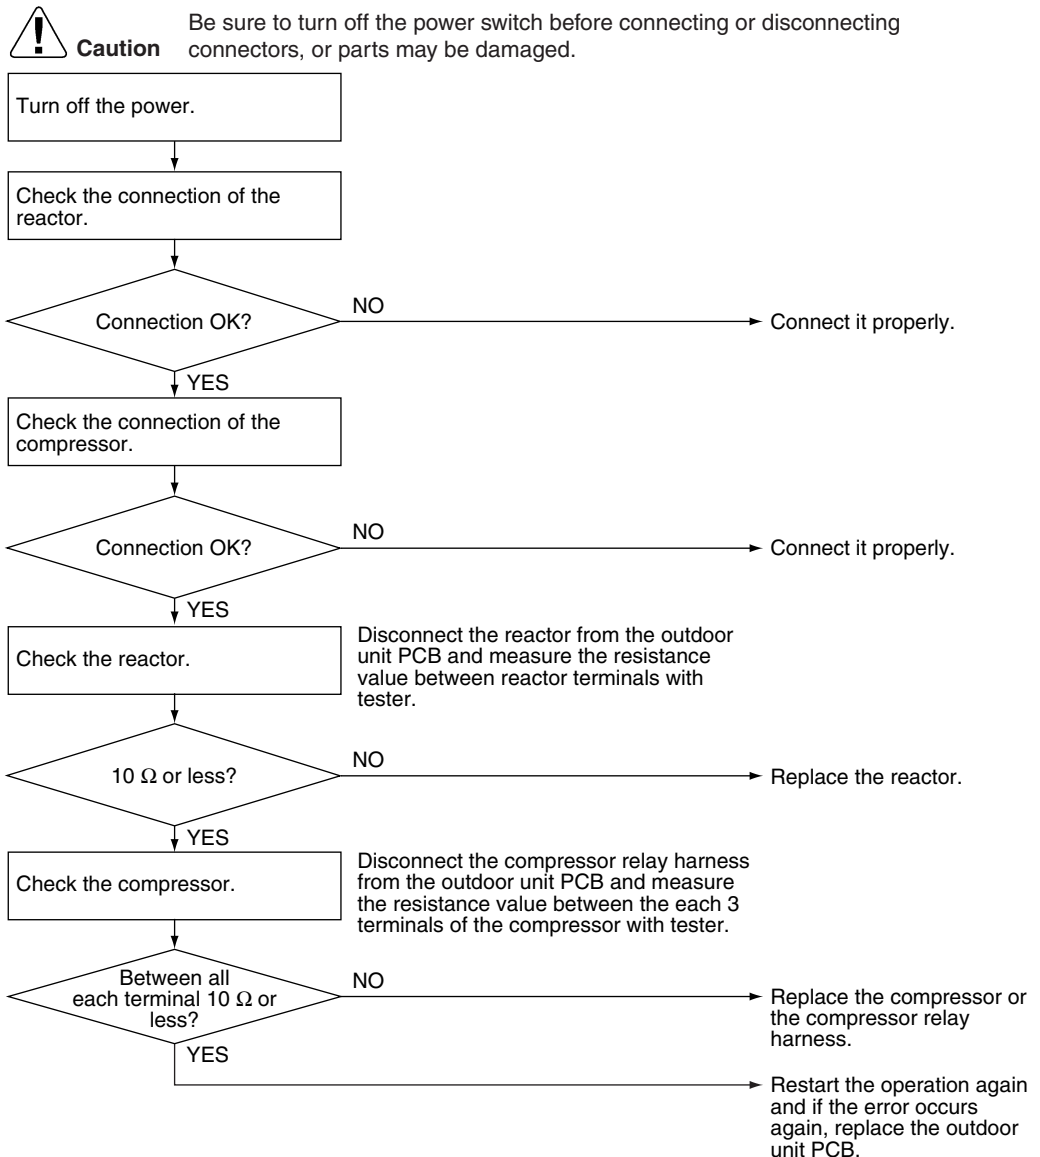 Be sure to turn off the power switch before connecting or disconnecting
Caution connectors, or parts may be damaged.
Turn off the power.
Check the connection of the
reactor.
Connection OK?
NO
Connect it properly.
YES
Check the connection of the
compressor.
Connection OK?
NO
Connect it properly.
YES
Check the reactor.
Disconnect the reactor from the outdoor
unit PCB and measure the resistance
value between reactor terminals with
tester.
10 Ω or less?
NO
Replace the reactor.
YES
Check the compressor.
Disconnect the compressor relay harness
from the outdoor unit PCB and measure
the resistance value between the each 3
terminals of the compressor with tester.
Between all
each terminal 10 Ω or
less?
NO
Replace the compressor or
the compressor relay
harness.
YES
Restart the operation again
and if the error occurs
again, replace the outdoor
unit PCB.